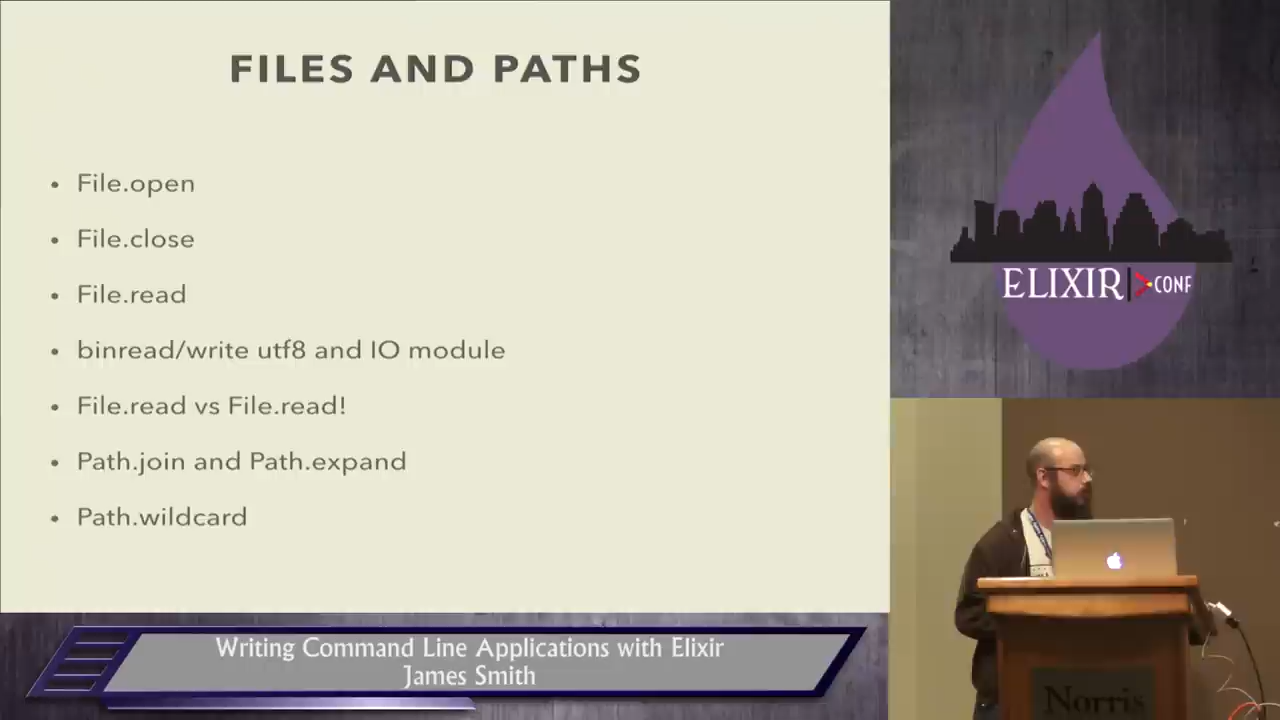 FILES AND PATHS
• File.open
• File.close
• File.read
• binread/write utf8 and IO module
• File.read vs File.read!
• Path.join and Path.expand
• Path.wildcard
ELIXIR CONF
Writing Command Line Applications with Elixir
James Smith
Norris